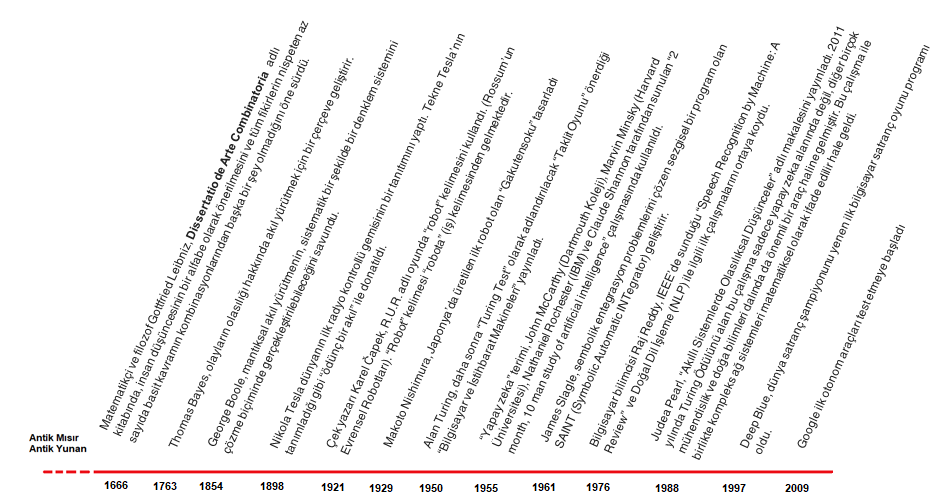 Matematikçi ve filozof Gottfried Leibniz, Dissertatio de Arte Combinatoria adlı
kitabında, insan düşüncesinin bir alfabe olarak önerilmesini ve tüm fikirlerin nispeten az
sayıda basit kavramın kombinasyonlarından başka bir şey olmadığını öne sürdü.
Thomas Bayes, olayların olasılığı hakkında akıl yürütmek için bir çerçeve geliştirir.
George Boole, mantıksal akıl yürütmenin, sistematik bir şekilde bir denklem sistemini
çözme biçiminde gerçekleştirilebileceğini savundu.
Nikola Tesla dünyanın ilk radyo kontrollü gemisinin bir tanıtımını yaptı. Tekne Tesla'nın
tanımladığı gibi "ödünç bir akıl" ile donatıldı.
Çek yazarı Karel Čapek, R.U.R. adlı oyunda "robot" kelimesini kullandı. (Rossum'un
Evrensel Robotları). "Robot" kelimesi "robota" (iş) kelimesinden gelmektedir.
Makoto Nishimura, Japonya'da üretilen ilk robot olan "Gakutensoku" tasarladı
Alan Turing, daha sonra "Turing Test" olarak adlandırılacak "Taklit Oyunu" önerdiği
"Bilgisayar ve İstihbarat Makineleri" yayınladı.
"Yapay zeka" terimi, John McCarthy (Dartmouth Koleji) Marvin Minsky (Harvard
Universitesi), Nathaniel Rochester (IBM) ve Claude Shannon tarafından sunulan "2
month, 10 man study of artificial intelligence" çalışmasında kullanıldı.
James Slagle, sembolik entegrasyon problemlerini çözen sezgisel bir program olan
SAINT (Symbolic Automatic INTegrator) geliştirir.
Bilgisayar bilimcisi Raj Reddy, IEEE'de sunduğu "Speech Recognition by Machine: A
Review" ve Doğal Dil İşleme (NLP) ile ilgili ilk çalışmalarını ortaya koydu.
Judea Pearl, "Akıllı Sistemlerde Olasılıksal Düşünceler" adlı makalesini yayınladı. 2011
yılında Turing Ödülünü alan bu çalışma sadece yapay zeka alanında değil, diğer birçok
mühendislik ve doğa bilimleri dalında da önemli bir araç haline gelmiştir. Bu çalışma ile
birlikte kompleks ağ sistemleri matematiksel olarak ifade edilir hale geldi.
Deep Blue, dünya satranç şampiyonunu yenen ilk bilgisayar satranç oyunu programı
oldu.
Google ilk otonom araçları test etmeye başladı
Antik Mısır
Antik Yunan
1666 1763 1854 1898 1921 1929 1950 1955 1961 1976 1988 1997 2009